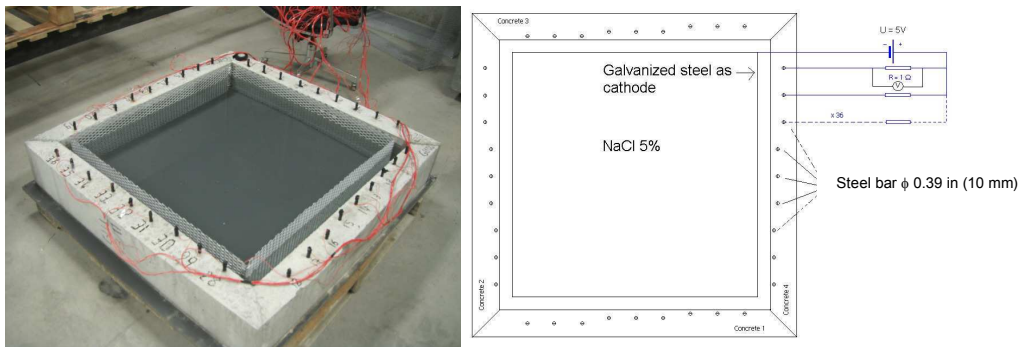 Concrete 3
U = 5V
- +
Galvanized steel as
cathode
R = 1 Ω
V
x 36
NaCl 5%
Steel bar ϕ 0.39 in (10 mm)
Concrete 2
Concrete 4
Concrete 1